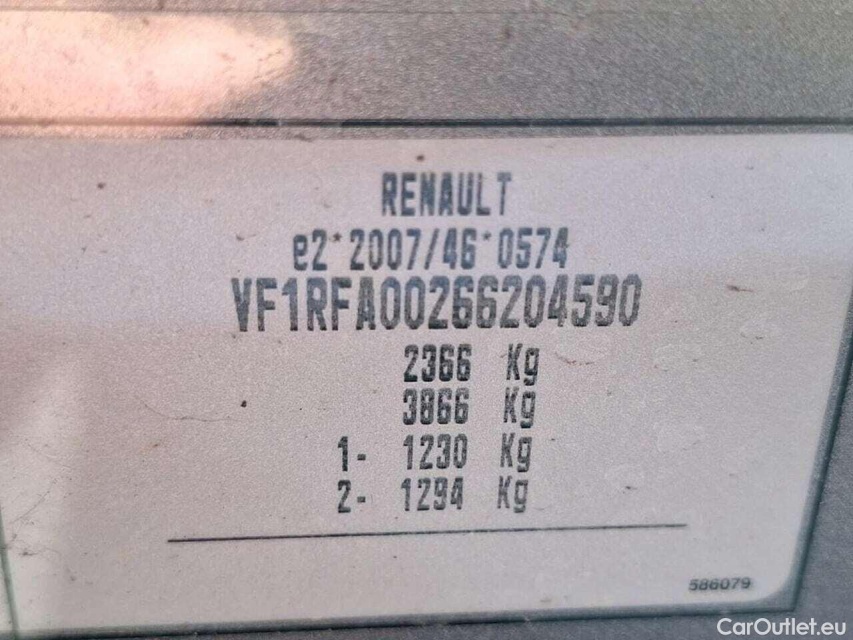 RENAULT
e2*2007/46*0574
VF1RFA00266204590
2366 Kg
3866 Kg
1- 1230 Kg
2- 1294 Kg
586079
CarOutlet.eu